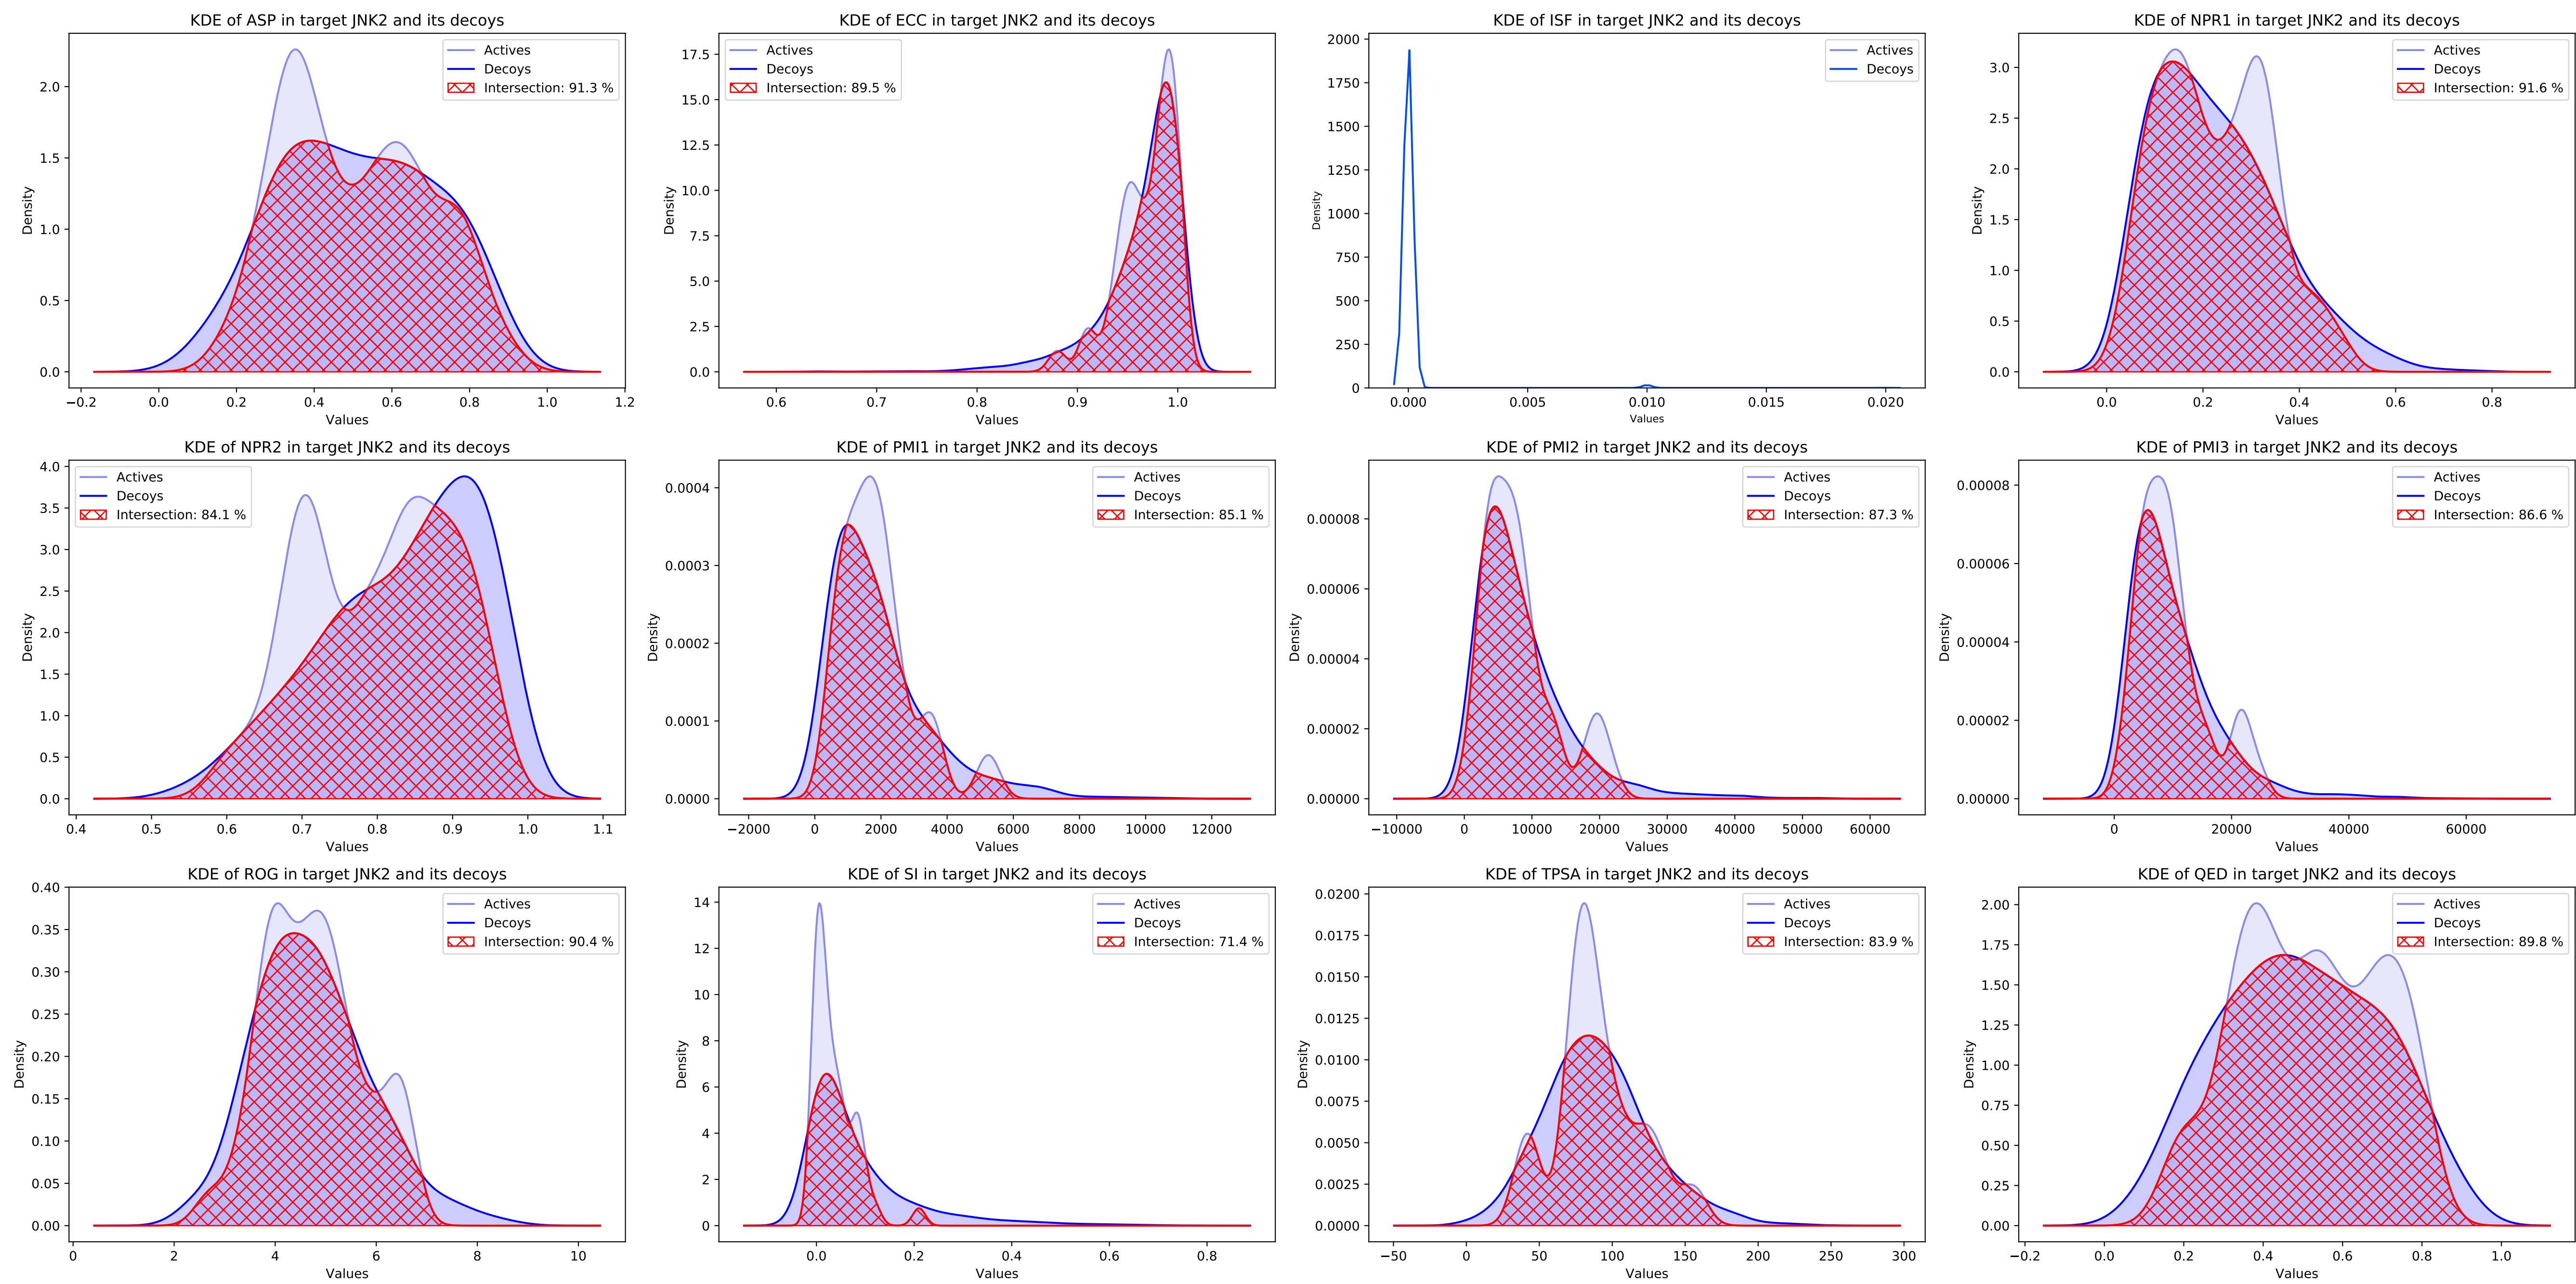 KDE of ASP in target JNK2 and its decoys
Density
2.0
1.5
1.0
0.5
0.0
Actives
Decoys
Intersection: 91.3 %
−0.2 0.0 0.2 0.4 0.6 0.8 1.0 1.2
Values
KDE of ECC in target JNK2 and its decoys
Density
17.5
15.0
12.5
10.0
7.5
5.0
2.5
0.0
Actives
Decoys
Intersection: 89.5 %
0.6 0.7 0.8 0.9 1.0
Values
KDE of ISF in target JNK2 and its decoys
Density
2000
1750
1500
1250
1000
750
500
250
0
Actives
Decoys
0.000 0.005 0.010 0.015 0.020
Values
KDE of NPR1 in target JNK2 and its decoys
Density
3.0
2.5
2.0
1.5
1.0
0.5
0.0
Actives
Decoys
Intersection: 91.6 %
0.0 0.2 0.4 0.6 0.8
Values
KDE of NPR2 in target JNK2 and its decoys
Density
4.0
3.5
3.0
2.5
2.0
1.5
1.0
0.5
0.0
Actives
Decoys
Intersection: 84.1 %
0.4 0.5 0.6 0.7 0.8 0.9 1.0 1.1
Values
KDE of PMI1 in target JNK2 and its decoys
Density
0.0004
0.0003
0.0002
0.0001
0.0000
Actives
Decoys
Intersection: 85.1 %
−2000 0 2000 4000 6000 8000 10000 12000
Values
KDE of PMI2 in target JNK2 and its decoys
Density
0.00008
0.00006
0.00004
0.00002
0.00000
Actives
Decoys
Intersection: 87.3 %
−10000 0 10000 20000 30000 40000 50000 60000
Values
KDE of PMI3 in target JNK2 and its decoys
Density
0.00008
0.00006
0.00004
0.00002
0.00000
Actives
Decoys
Intersection: 86.6 %
0 20000 40000 60000
Values
KDE of ROG in target JNK2 and its decoys
Density
0.40
0.35
0.30
0.25
0.20
0.15
0.10
0.05
0.00
Actives
Decoys
Intersection: 90.4 %
0 2 4 6 8 10
Values
KDE of SI in target JNK2 and its decoys
Density
14
12
10
8
6
4
2
0
Actives
Decoys
Intersection: 71.4 %
0.0 0.2 0.4 0.6 0.8
Values
KDE of TPSA in target JNK2 and its decoys
Density
0.0200
0.0175
0.0150
0.0125
0.0100
0.0075
0.0050
0.0025
0.0000
Actives
Decoys
Intersection: 83.9 %
−50 0 50 100 150 200 250 300
Values
KDE of QED in target JNK2 and its decoys
Density
2.00
1.75
1.50
1.25
1.00
0.75
0.50
0.25
0.00
Actives
Decoys
Intersection: 89.8 %
−0.2 0.0 0.2 0.4 0.6 0.8 1.0
Values